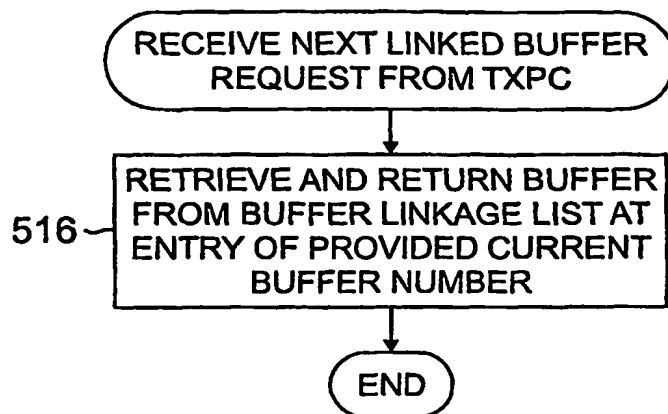 RECEIVE NEXT LINKED BUFFER
REQUEST FROM TXPC
RETRIEVE AND RETURN BUFFER
FROM BUFFER LINKAGE LIST AT
516
ENTRY OF PROVIDED CURRENT
BUFFER NUMBER
END